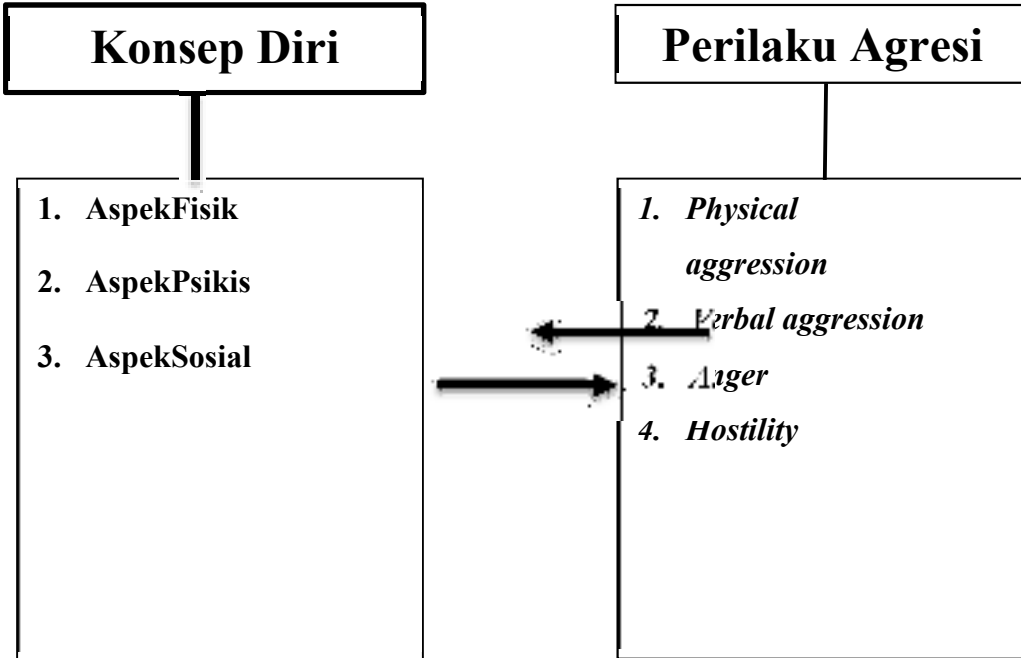 Konsep Diri
Perilaku Agresi
1. AspekFisik
2. AspekPsikis
3. AspekSosial
1. Physical
aggression
2. Verbal aggression
3. Anger
4. Hostility